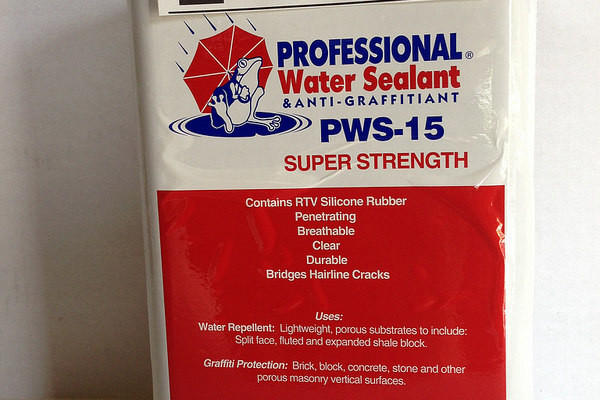 PROFESSIONAL®
Water Sealant
& ANTI-GRAFFITIANT
PWS-15
SUPER STRENGTH
Contains RTV Silicone Rubber
Penetrating
Breathable
Clear
Durable
Bridges Hairline Cracks
Uses:
Water Repellent: Lightweight, porous substrates to include:
Split face, fluted and expanded shale block.
Graffiti Protection: Brick, block, concrete, stone and other
porous masonry vertical surfaces.